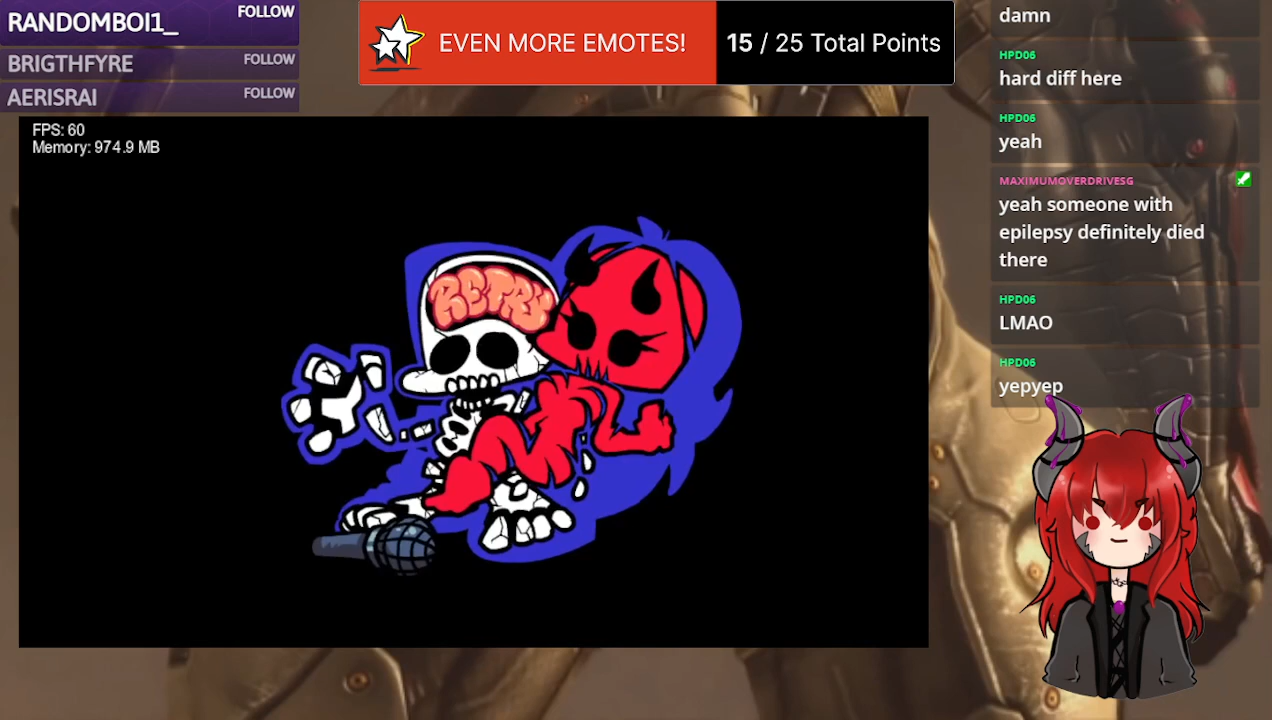 RANDOMBOI1_ FOLLOW
BRIGTHFYRE FOLLOW
AERISRAI FOLLOW
EVEN MORE EMOTES! 15 / 25 Total Points
FPS: 60
Memory: 974.9 MB
RETRY
damn
HPD06
hard diff here
HPD06
yeah
MAXIMUMOVERDRIVESG
yeah someone with
epilepsy definitely died
there
HPD06
LMAO
HPD06
yepyep